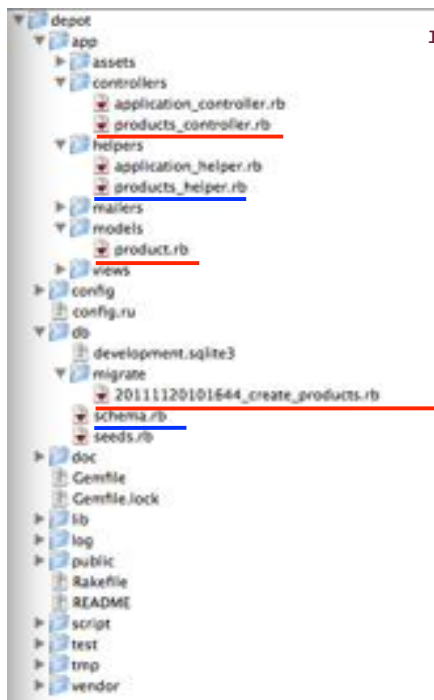 depot
app
assets
controllers
application_controller.rb
products_controller.rb
helpers
application_helper.rb
products_helper.rb
mailers
models
product.rb
views
config
config.ru
db
development.sqlite3
migrate
20111120101644_create_products.rb
schema.rb
seeds.rb
doc
Gemfile
Gemfile.lock
lib
log
public
Rakefile
README
script
test
tmp
vendor